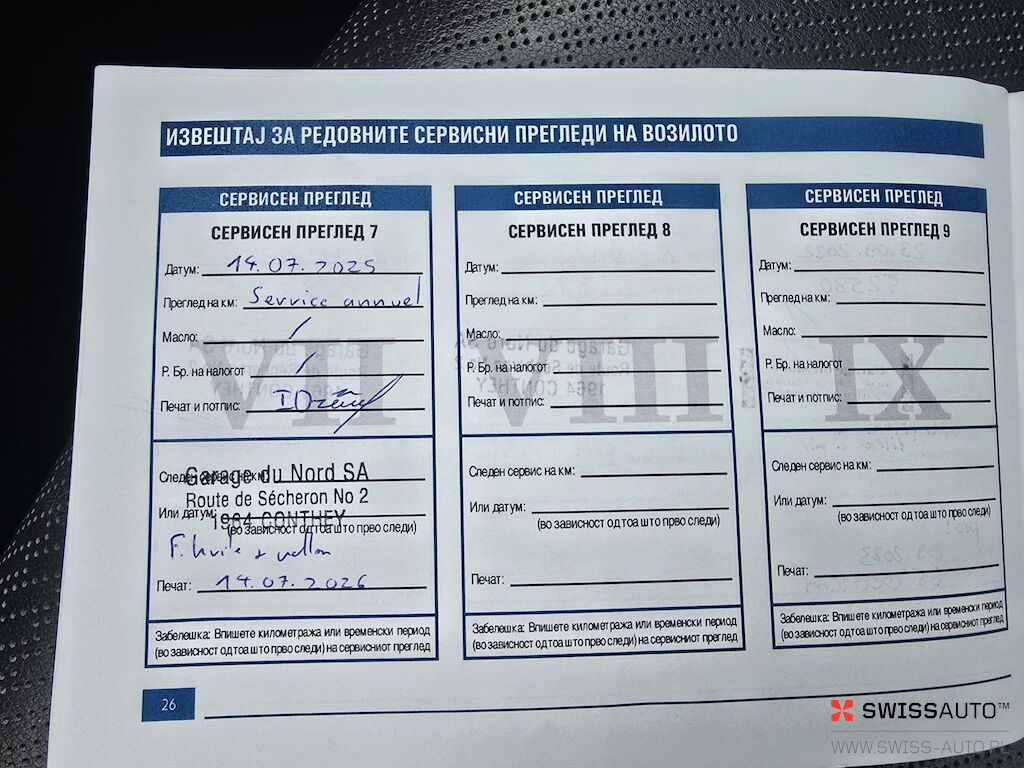 ИЗВЕШТАЈ ЗА РЕДОВНИТЕ СЕРВИСНИ ПРЕГЛЕДИ НА ВОЗИЛОТО
СЕРВИСЕН ПРЕГЛЕД
СЕРВИСЕН ПРЕГЛЕД 7
Датум: 14.07.2025
Преглед на км: Service annuel
Масло: /
Р. Бр. на налогот /
Печат и потпис:
VII
Следен сервис на км:
Garage du Nord SA
Route de Sécheron No 2
Или датум:
1964 CONTHEY
(во зависност од тоа што прво следи)
Печат: 14.07.2026
Забелешка: Впишете километража или временски период
(во зависност од тоа што прво следи) на сервисниот преглед
СЕРВИСЕН ПРЕГЛЕД
СЕРВИСЕН ПРЕГЛЕД 8
Датум:
Преглед на км:
Масло:
Р. Бр. на налогот
Печат и потпис:
VIII
Следен сервис на км:
Или датум:
(во зависност од тоа што прво следи)
Печат:
Забелешка: Впишете километража или временски период
(во зависност од тоа што прво следи) на сервисниот преглед
СЕРВИСЕН ПРЕГЛЕД
СЕРВИСЕН ПРЕГЛЕД 9
Датум:
Преглед на км:
Масло:
Р. Бр. на налогот
Печат и потпис:
IX
Следен сервис на км:
Или датум:
(во зависност од тоа што прво следи)
Печат:
Забелешка: Впишете километража или временски период
(во зависност од тоа што прво следи) на сервисниот преглед
26
SWISSAUTO™
WWW.SWISS-AUTO.RU